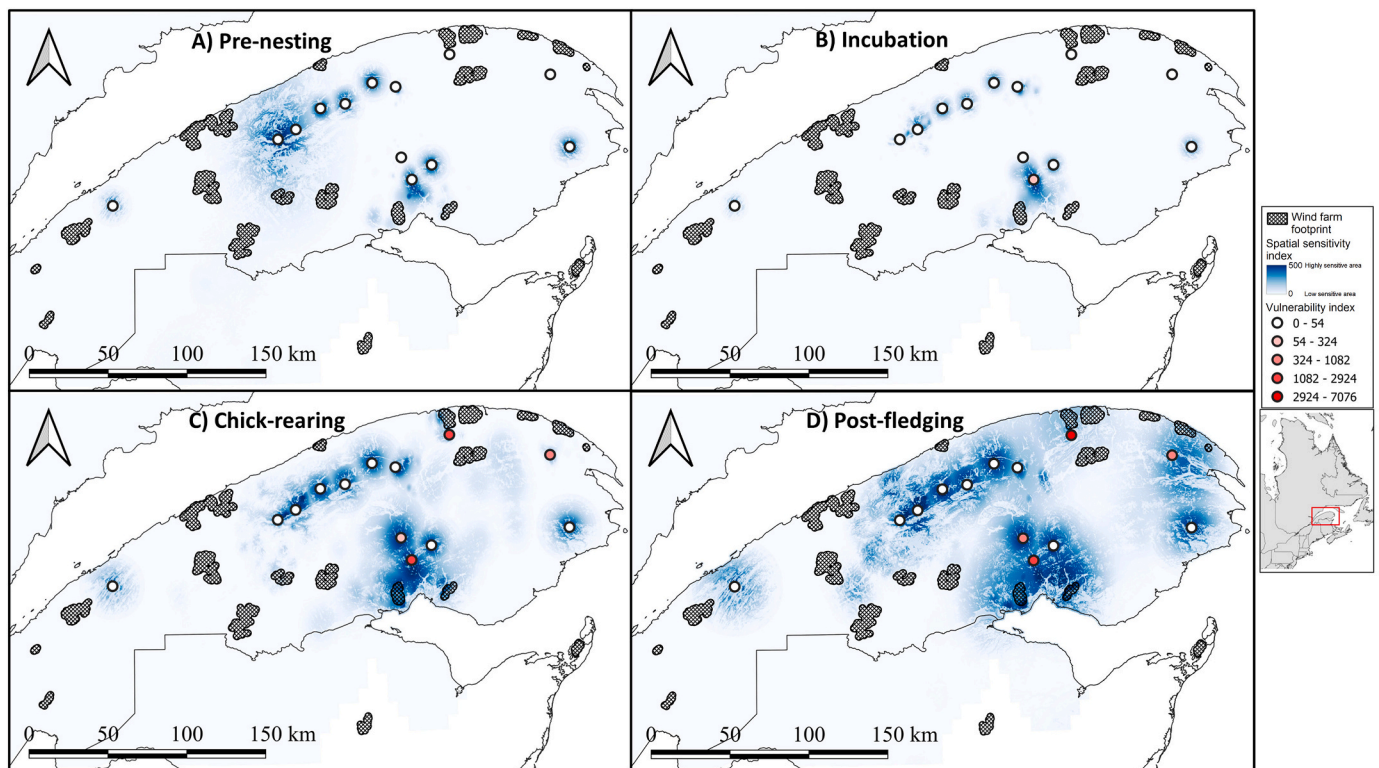 A) Pre-nesting
0 50 100 150 km
B) Incubation
0 50 100 150 km
C) Chick-rearing
0 50 100 150 km
D) Post-fledging
0 50 100 150 km
Wind farm
footprint
Spatial sensitivity
index
500 Highly sensitive area
0 Low sensitive area
Vulnerability index
0 - 54
54 - 324
324 - 1082
1082 - 2924
2924 - 7076